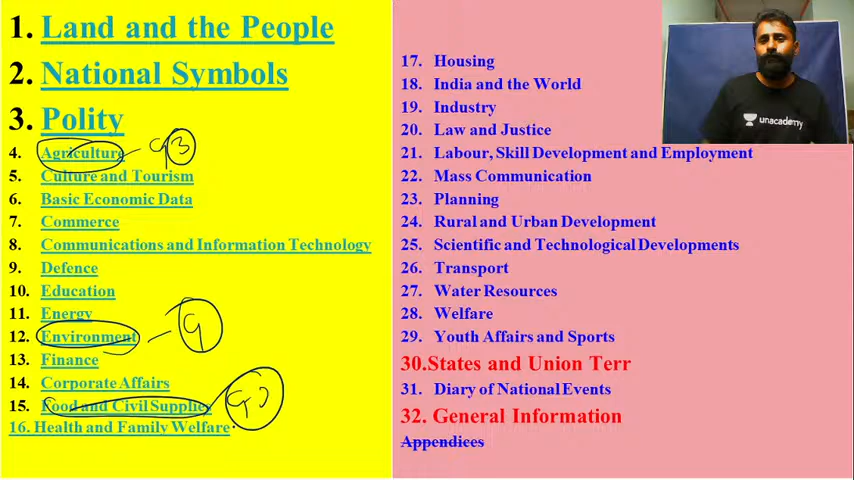 1. Land and the People
2. National Symbols
3. Polity
4. Agriculture
5. Culture and Tourism
6. Basic Economic Data
7. Commerce
8. Communications and Information Technology
9. Defence
10. Education
11. Energy
12. Environment
13. Finance
14. Corporate Affairs
15. Food and Civil Supplies
16. Health and Family Welfare
17. Housing
18. India and the World
19. Industry
20. Law and Justice
21. Labour, Skill Development and Employment
22. Mass Communication
23. Planning
24. Rural and Urban Development
25. Scientific and Technological Developments
26. Transport
27. Water Resources
28. Welfare
29. Youth Affairs and Sports
30.States and Union Terr
31. Diary of National Events
32. General Information
Appendices
unacademy